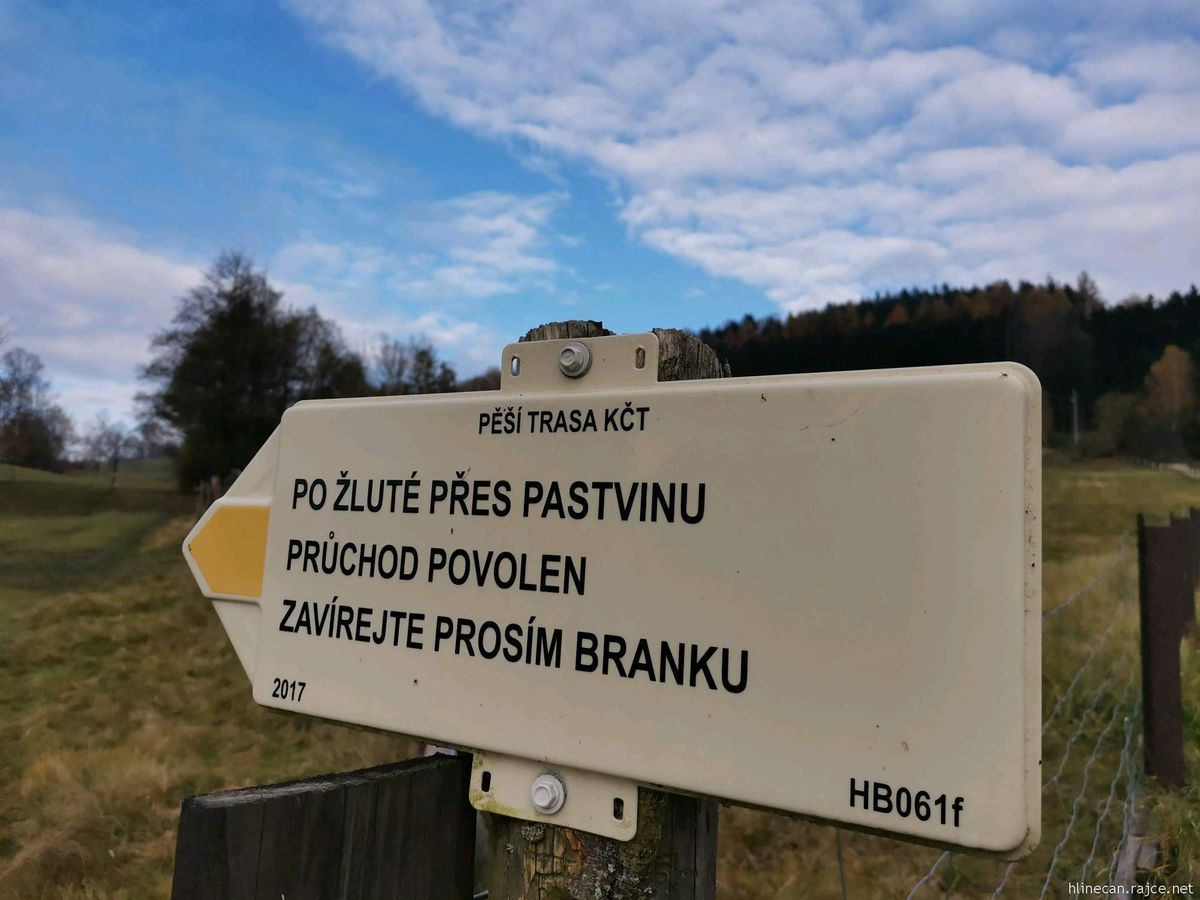 PĚŠÍ TRASA KČT
PO ŽLUTÉ PŘES PASTVINU
PRŮCHOD POVOLEN
ZAVÍREJTE PROSÍM BRANKU
2017
HB061f
hlinecan.rajce.net